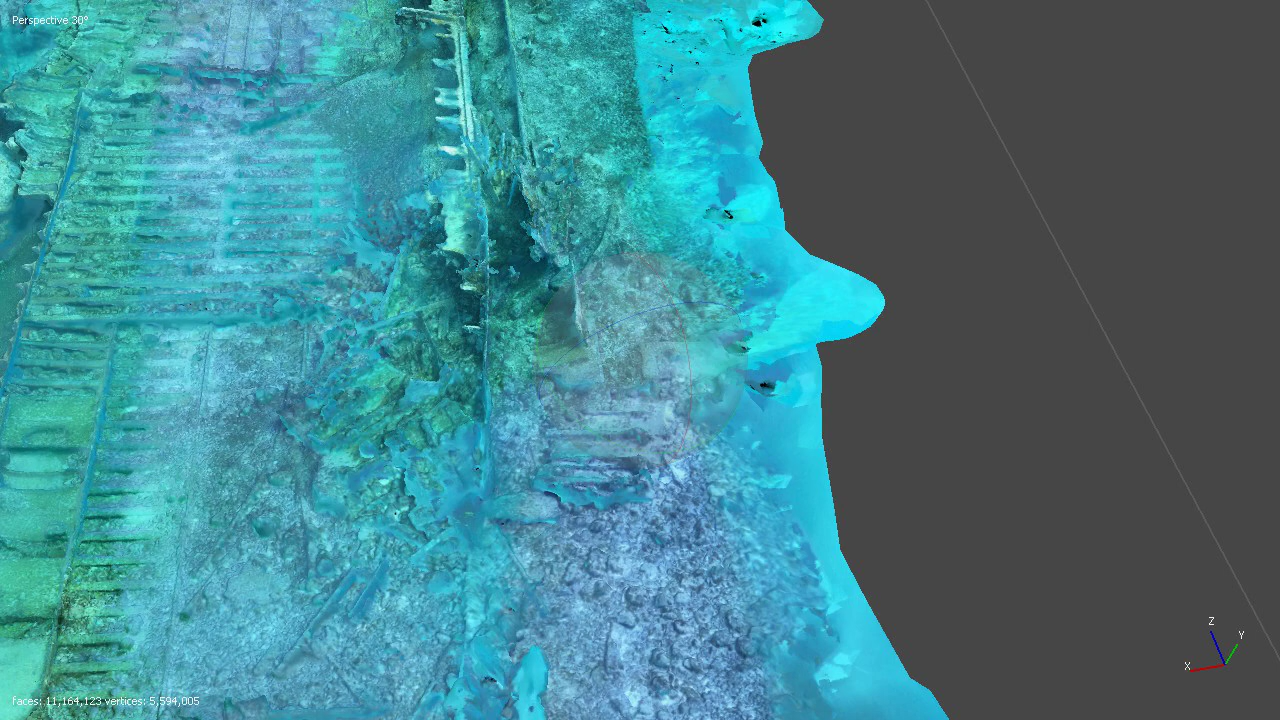 Perspective 30°
Z
Y
X
faces: 11,164,123 vertices: 5,594,005